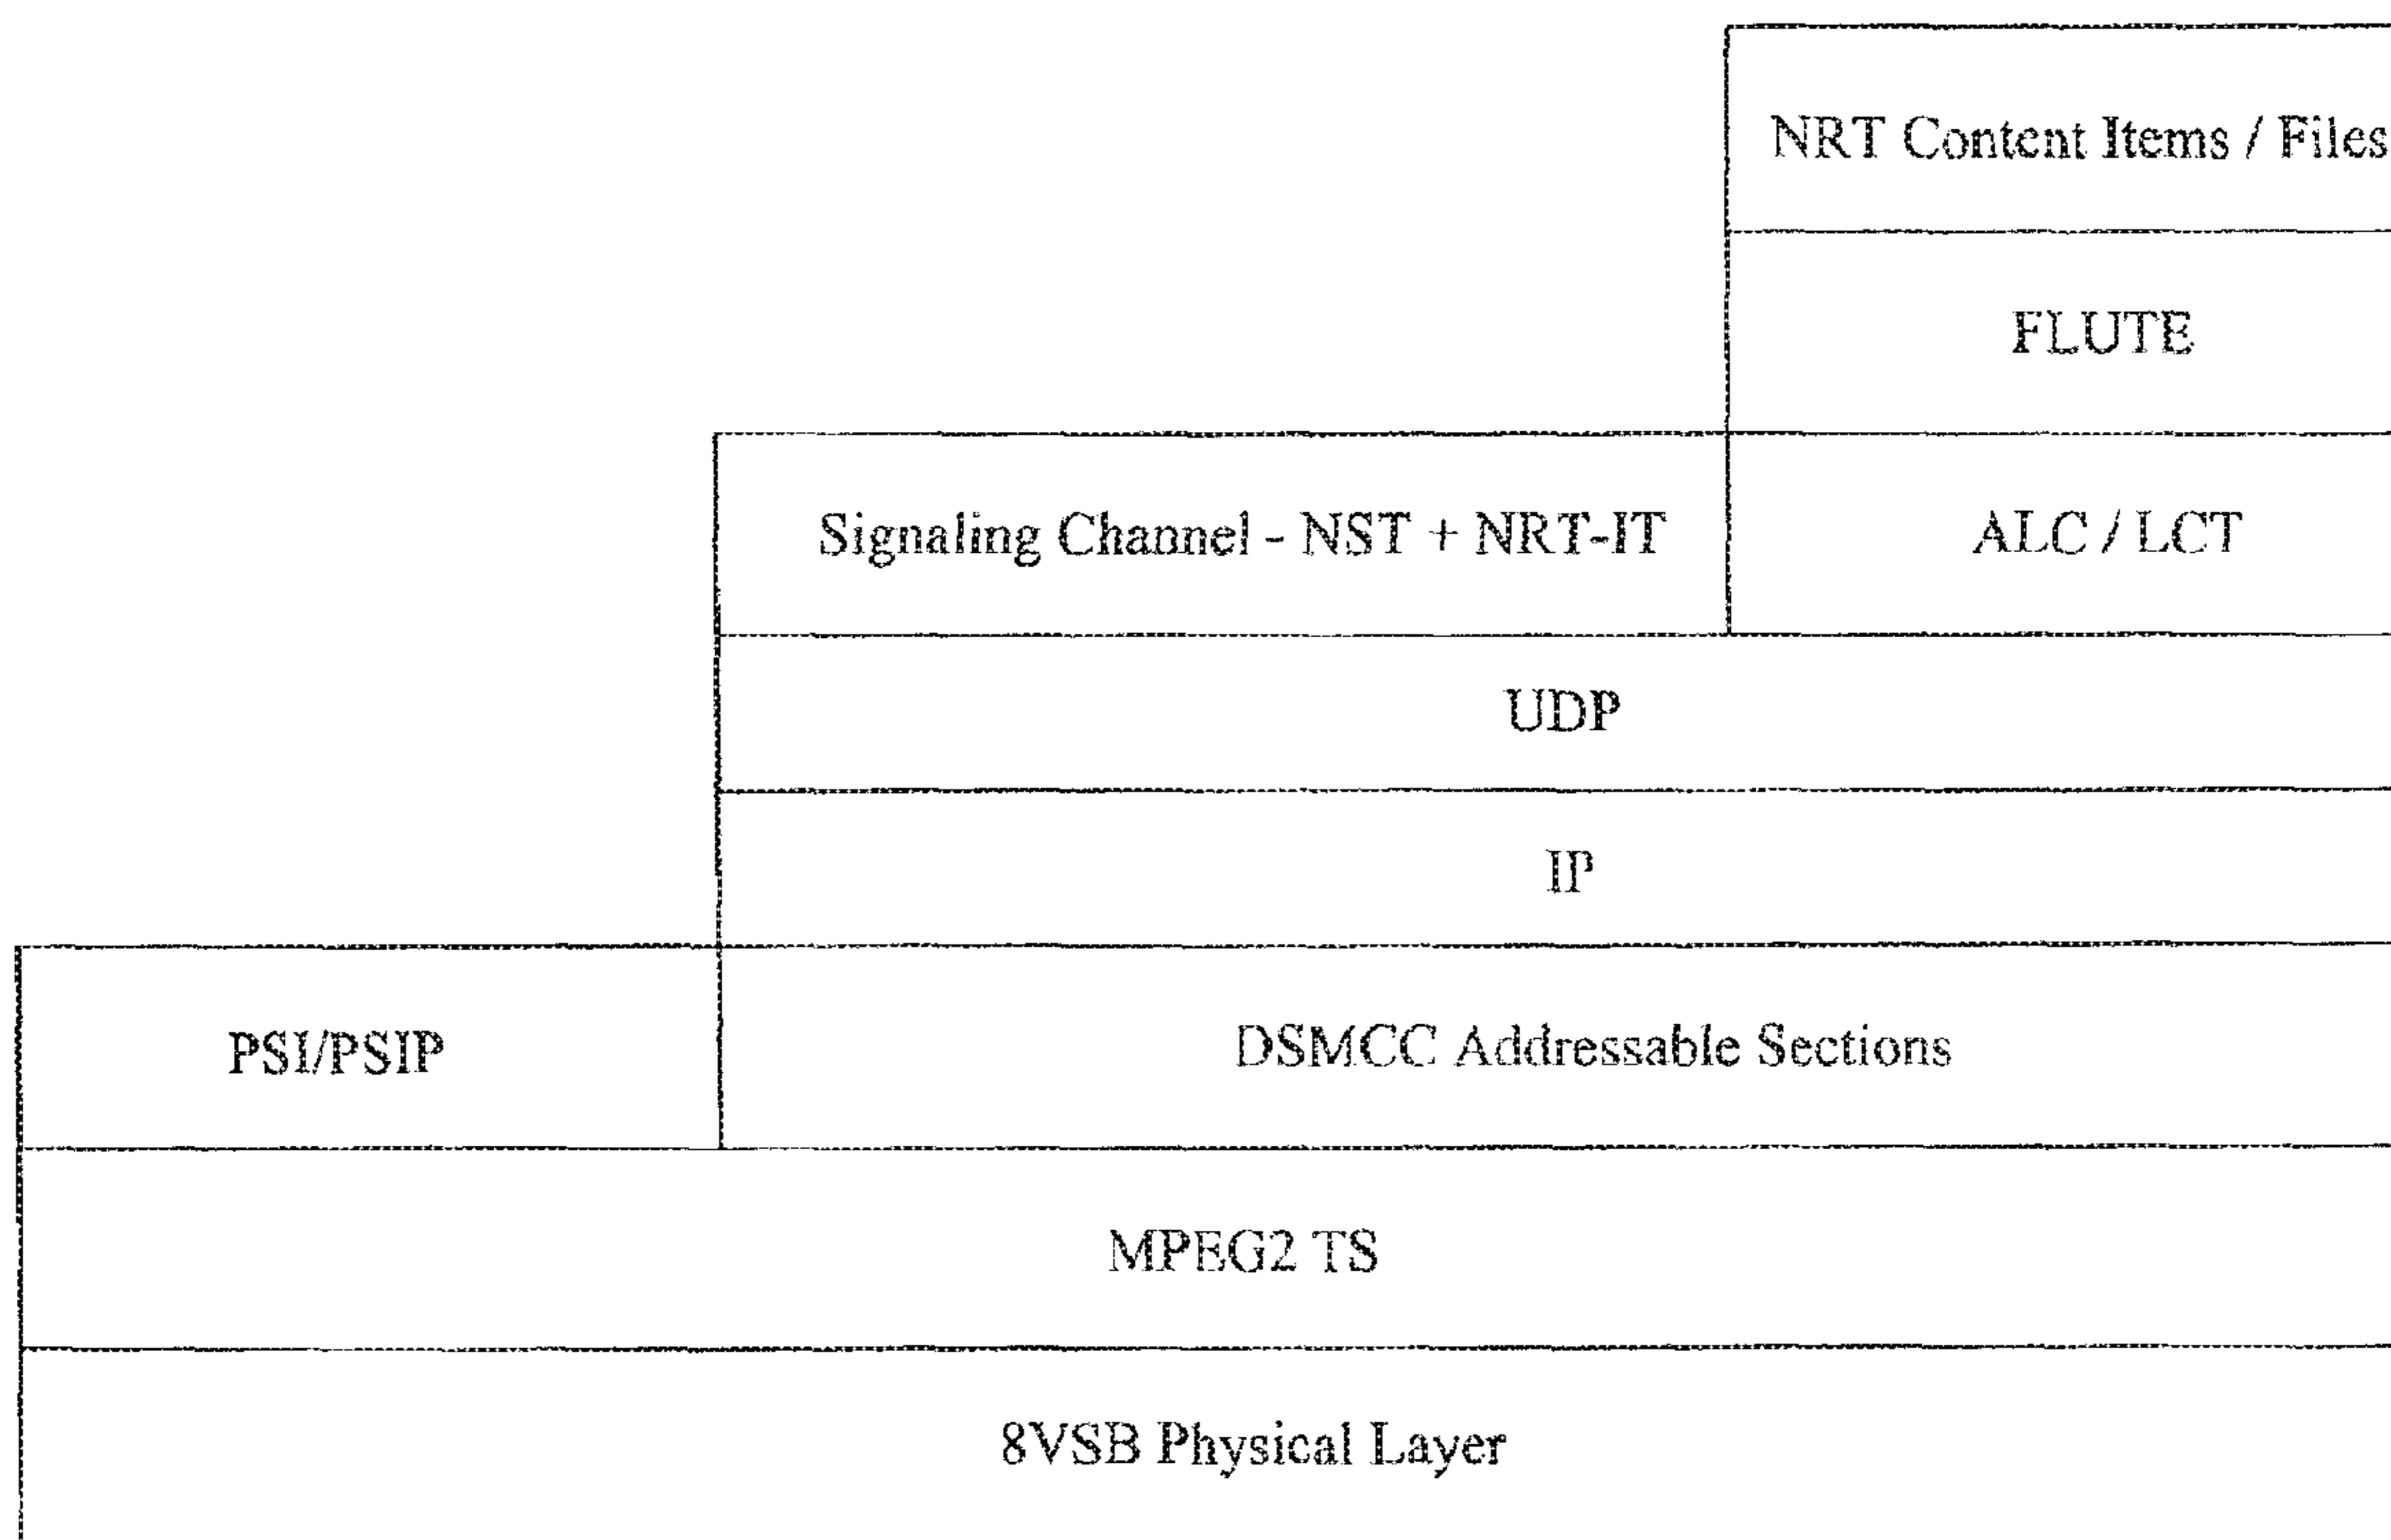 NRT Content Items / Files
FLUTE
Signaling Channel - NST + NRT-IT
ALC / LCT
UDP
IP
PSI/PSIP
DSMCC Addressable Sections
MPEG2 TS
8VSB Physical Layer